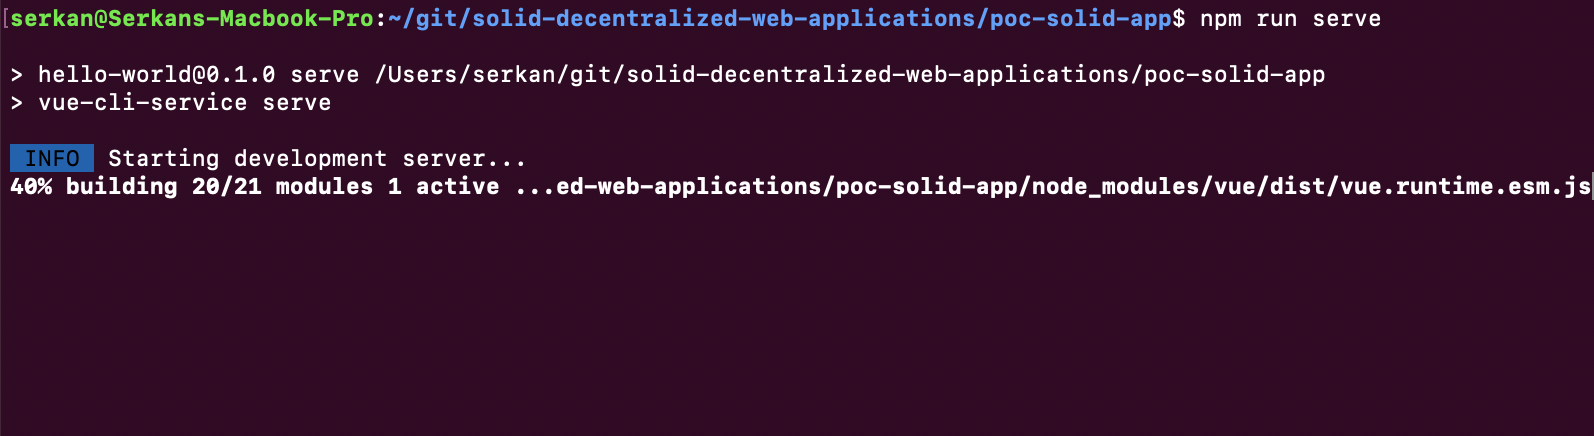 [serkan@Serkans-Macbook-Pro:~/git/solid-decentralized-web-applications/poc-solid-app$ npm run serve
> hello-world@0.1.0 serve /Users/serkan/git/solid-decentralized-web-applications/poc-solid-app
> vue-cli-service serve
INFO Starting development server...
40% building 20/21 modules 1 active ...ed-web-applications/poc-solid-app/node_modules/vue/dist/vue.runtime.esm.js